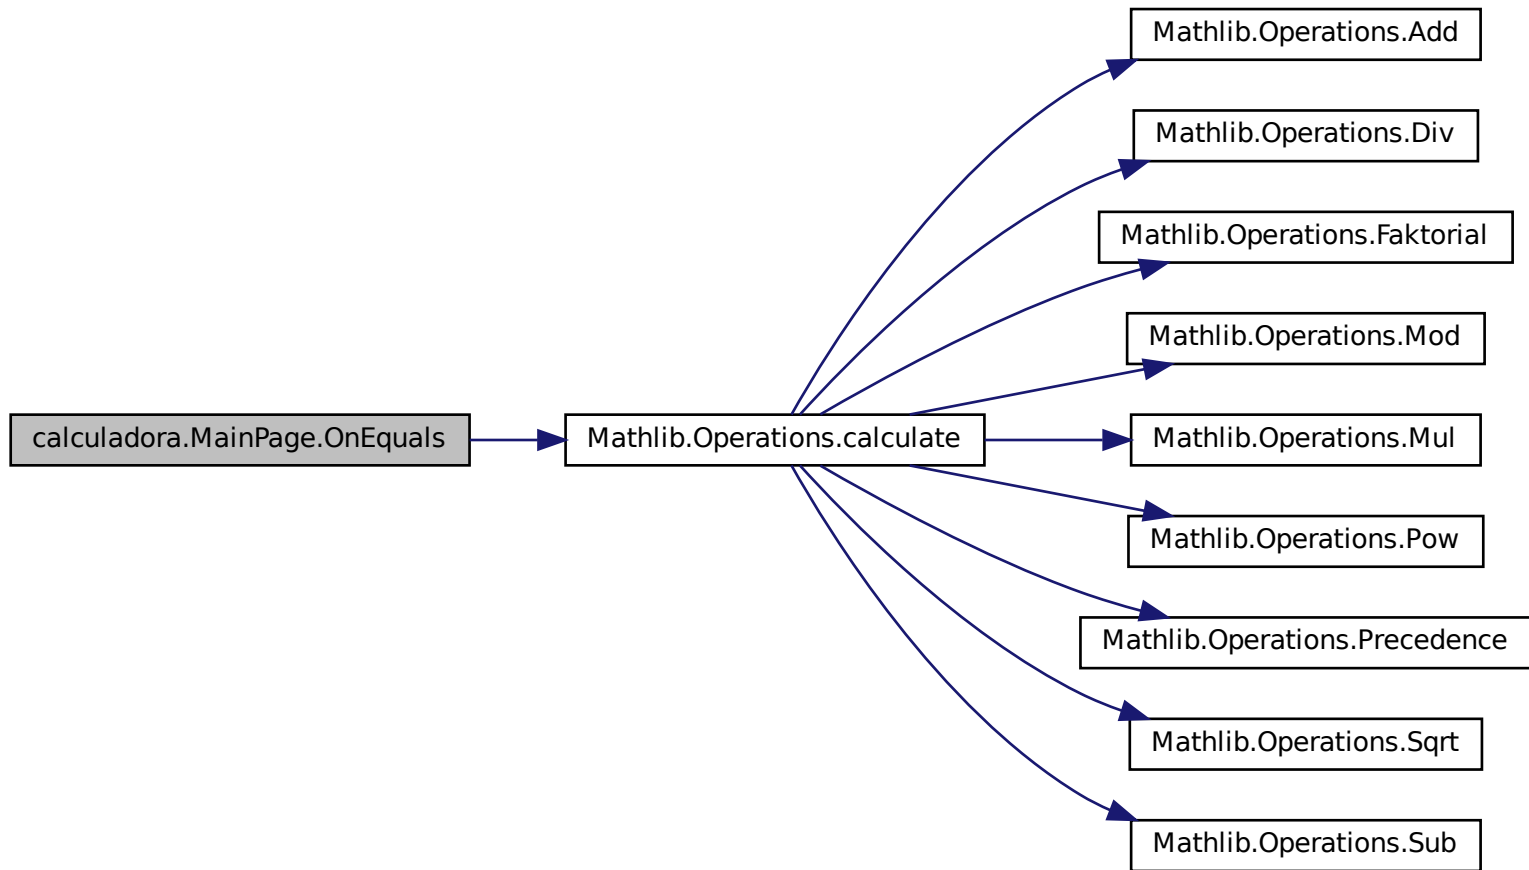 calculadora.MainPage.OnEquals
Mathlib.Operations.calculate
Mathlib.Operations.Add
Mathlib.Operations.Div
Mathlib.Operations.Faktorial
Mathlib.Operations.Mod
Mathlib.Operations.Mul
Mathlib.Operations.Pow
Mathlib.Operations.Precedence
Mathlib.Operations.Sqrt
Mathlib.Operations.Sub